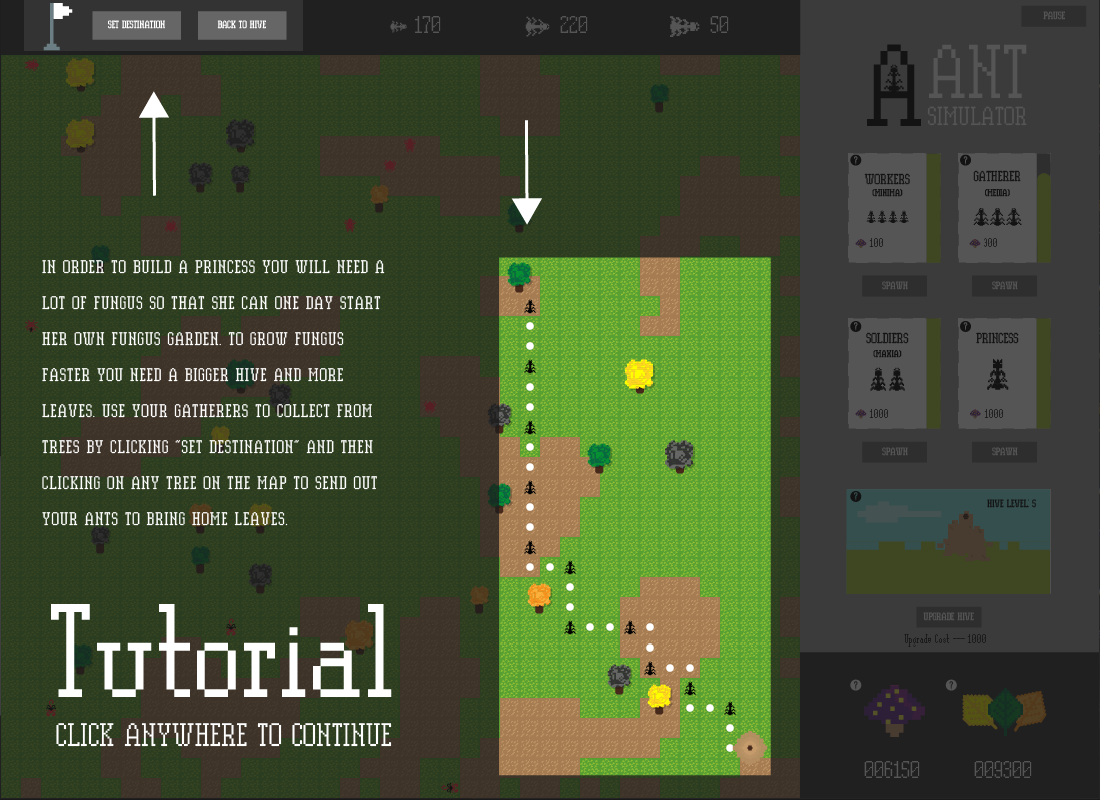 SET DESTINATION
BACK TO HIVE
170
220
50
PAUSE
A ANT
SIMULATOR
WORKERS
(MINIMA)
100
SPAWN
GATHERER
(MEDIA)
300
SPAWN
SOLDIERS
(MAXIA)
1000
SPAWN
PRINCESS
1000
SPAWN
HIVE LEVEL 5
UPGRADE HIVE
Upgrade Cost -- 1000
006150
009300
IN ORDER TO BUILD A PRINCESS YOU WILL NEED A
LOT OF FUNGUS SO THAT SHE CAN ONE DAY START
HER OWN FUNGUS GARDEN. TO GROW FUNGUS
FASTER YOU NEED A BIGGER HIVE AND MORE
LEAVES. USE YOUR GATHERERS TO COLLECT FROM
TREES BY CLICKING "SET DESTINATION" AND THEN
CLICKING ON ANY TREE ON THE MAP TO SEND OUT
YOUR ANTS TO BRING HOME LEAVES.
Tutorial
CLICK ANYWHERE TO CONTINUE